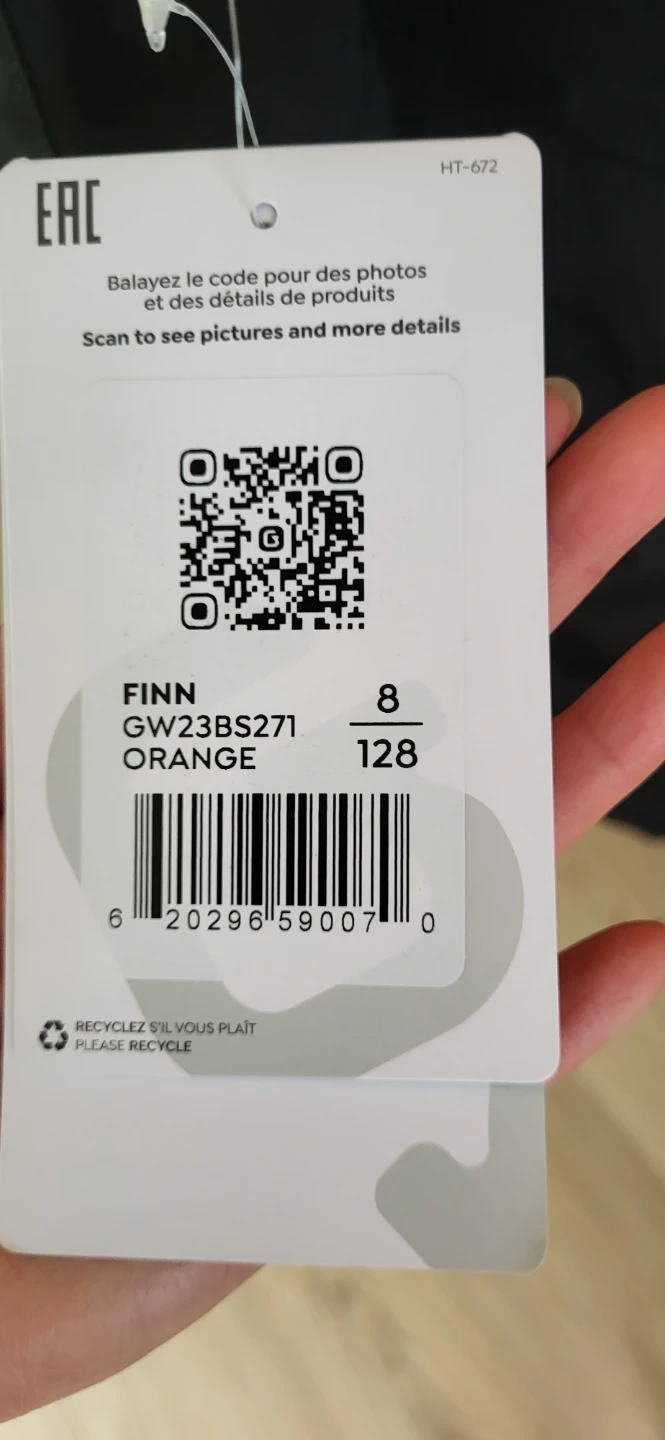 HT-672
EAC
Balayez le code pour des photos
et des détails de produits
Scan to see pictures and more details
G
FINN
GW23BS271
ORANGE
8
128
6 20296 59007 0
RECYCLEZ S'IL VOUS PLAÎT
PLEASE RECYCLE